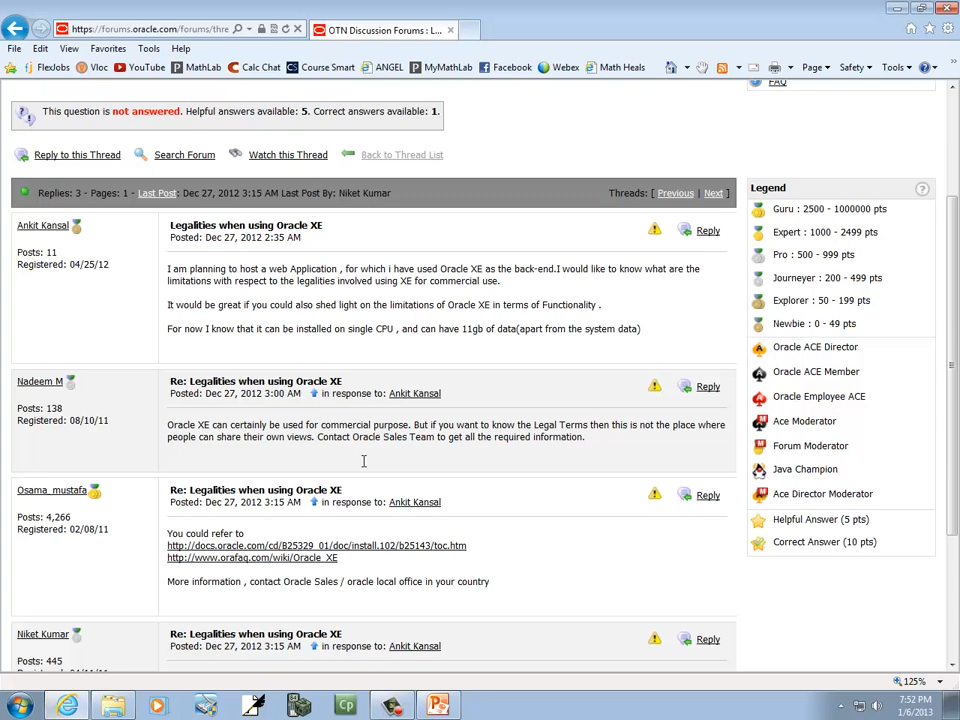 https://forums.oracle.com/forums/thre
OTN Discussion Forums : L...
File Edit View Favorites Tools Help
FlexJobs Vloc YouTube MathLab Calc Chat Course Smart ANGEL MyMathLab Facebook Webex Math Heals Page Safety Tools
FAQ
This question is not answered. Helpful answers available: 5. Correct answers available: 1.
Reply to this Thread Search Forum Watch this Thread Back to Thread List
Replies: 3 - Pages: 1 - Last Post: Dec 27, 2012 3:15 AM Last Post By: Niket Kumar Threads: [ Previous | Next ]
Ankit Kansal
Posts: 11
Registered: 04/25/12
Legalities when using Oracle XE
Posted: Dec 27, 2012 2:35 AM
Reply
I am planning to host a web Application , for which i have used Oracle XE as the back-end.I would like to know what are the
limitations with respect to the legalities involved using XE for commercial use.
It would be great if you could also shed light on the limitations of Oracle XE in terms of Functionality .
For now I know that it can be installed on single CPU , and can have 11gb of data(apart from the system data)
Nadeem M
Posts: 138
Registered: 08/10/11
Re: Legalities when using Oracle XE
Posted: Dec 27, 2012 3:00 AM in response to: Ankit Kansal
Reply
Oracle XE can certainly be used for commercial purpose. But if you want to know the Legal Terms then this is not the place where
people can share their own views. Contact Oracle Sales Team to get all the required information.
Osama_mustafa
Posts: 4,266
Registered: 02/08/11
Re: Legalities when using Oracle XE
Posted: Dec 27, 2012 3:15 AM in response to: Ankit Kansal
Reply
You could refer to
http://docs.oracle.com/cd/B25329_01/doc/install.102/b25143/toc.htm
http://www.orafaq.com/wiki/Oracle_XE
More information , contact Oracle Sales / oracle local office in your country
Niket Kumar
Posts: 445
Re: Legalities when using Oracle XE
Posted: Dec 27, 2012 3:15 AM in response to: Ankit Kansal
Reply
Legend
Guru : 2500 - 1000000 pts
Expert : 1000 - 2499 pts
Pro : 500 - 999 pts
Journeyer : 200 - 499 pts
Explorer : 50 - 199 pts
Newbie : 0 - 49 pts
Oracle ACE Director
Oracle ACE Member
Oracle Employee ACE
Ace Moderator
Forum Moderator
Java Champion
Ace Director Moderator
Helpful Answer (5 pts)
Correct Answer (10 pts)
125%
Cp
7:52 PM
1/6/2013